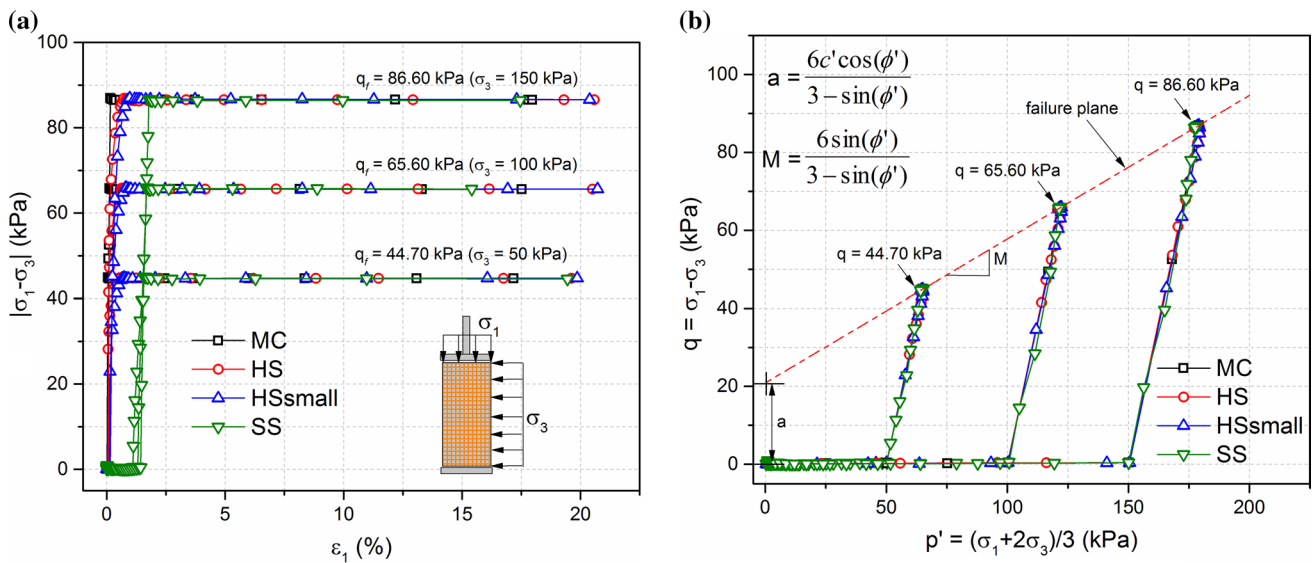 (a)
100
80
60
40
20
0
|σ1-σ3| (kPa)
qf = 86.60 kPa (σ3 = 150 kPa)
qf = 65.60 kPa (σ3 = 100 kPa)
qf = 44.70 kPa (σ3 = 50 kPa)
MC
HS
HSsmall
SS
σ1
σ3
0 5 10 15 20
ε1 (%)
(b)
100
80
60
40
20
0
q = σ1-σ3 (kPa)
a = 6c'cos(ϕ') / 3−sin(ϕ')
M = 6sin(ϕ') / 3−sin(ϕ')
q = 86.60 kPa
failure plane
q = 65.60 kPa
q = 44.70 kPa
M
a
MC
HS
HSsmall
SS
0 50 100 150 200
p' = (σ1+2σ3)/3 (kPa)